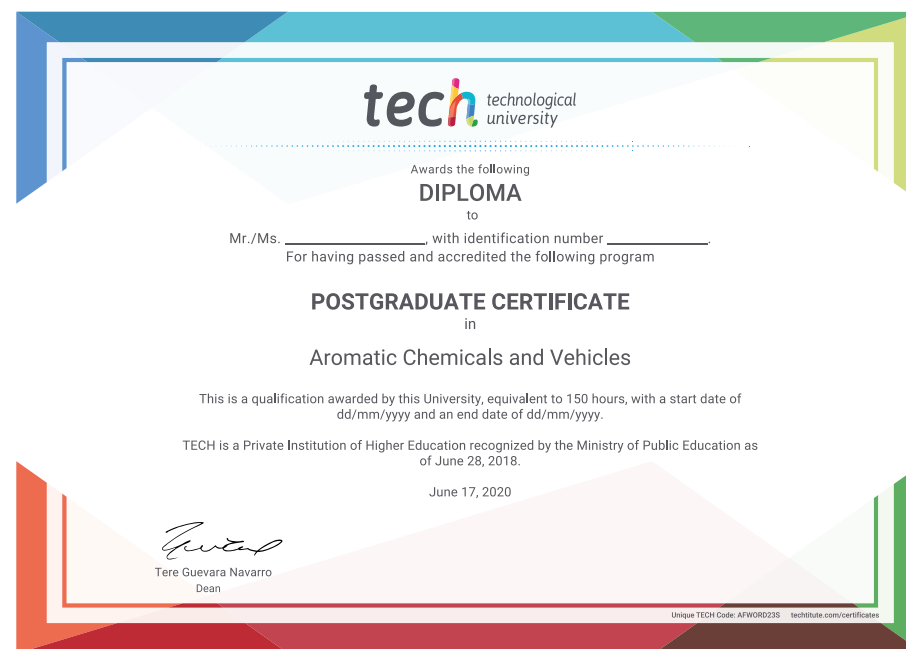 tech technological
university
Awards the following
DIPLOMA
to
Mr./Ms. ____________________, with identification number ______________.
For having passed and accredited the following program
POSTGRADUATE CERTIFICATE
in
Aromatic Chemicals and Vehicles
This is a qualification awarded by this University, equivalent to 150 hours, with a start date of
dd/mm/yyyy and an end date of dd/mm/yyyy.
TECH is a Private Institution of Higher Education recognized by the Ministry of Public Education as
of June 28, 2018.
June 17, 2020
Tere Guevara Navarro
Dean
Unique TECH Code: AFWORD23S techtitute.com/certificates